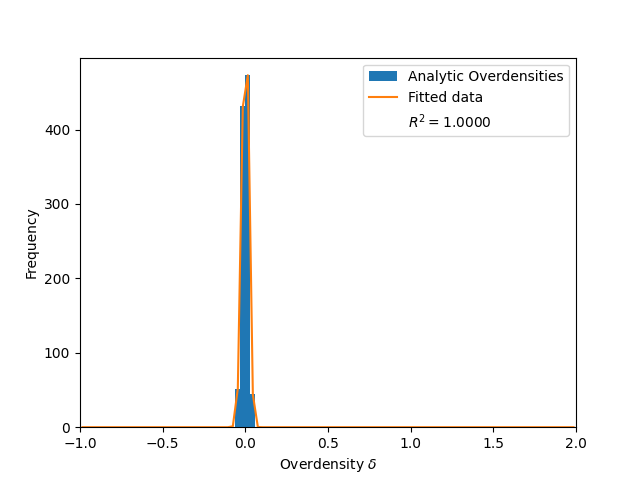 Analytic Overdensities
Fitted data
R² = 1.0000
400
300
200
100
0
Frequency
−1.0 −0.5 0.0 0.5 1.0 1.5 2.0
Overdensity δ